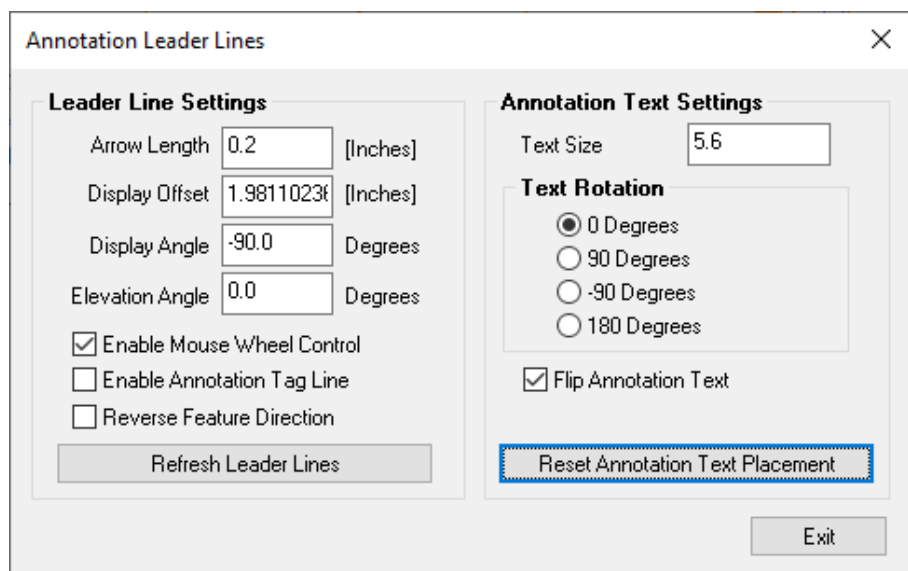 Annotation Leader Lines
Leader Line Settings
Arrow Length 0.2 [Inches]
Display Offset 1.98110236 [Inches]
Display Angle -90.0 Degrees
Elevation Angle 0.0 Degrees
Enable Mouse Wheel Control
Enable Annotation Tag Line
Reverse Feature Direction
Refresh Leader Lines
Annotation Text Settings
Text Size 5.6
Text Rotation
0 Degrees
90 Degrees
-90 Degrees
180 Degrees
Flip Annotation Text
Reset Annotation Text Placement
Exit